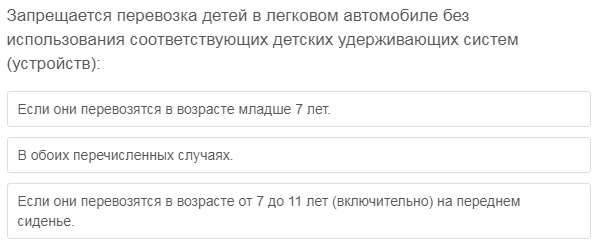 Запрещается перевозка детей в легковом автомобиле без
использования соответствующих детских удерживающих систем
(устройств):
Если они перевозятся в возрасте младше 7 лет.
В обоих перечисленных случаях.
Если они перевозятся в возрасте от 7 до 11 лет (включительно) на переднем
сиденье.